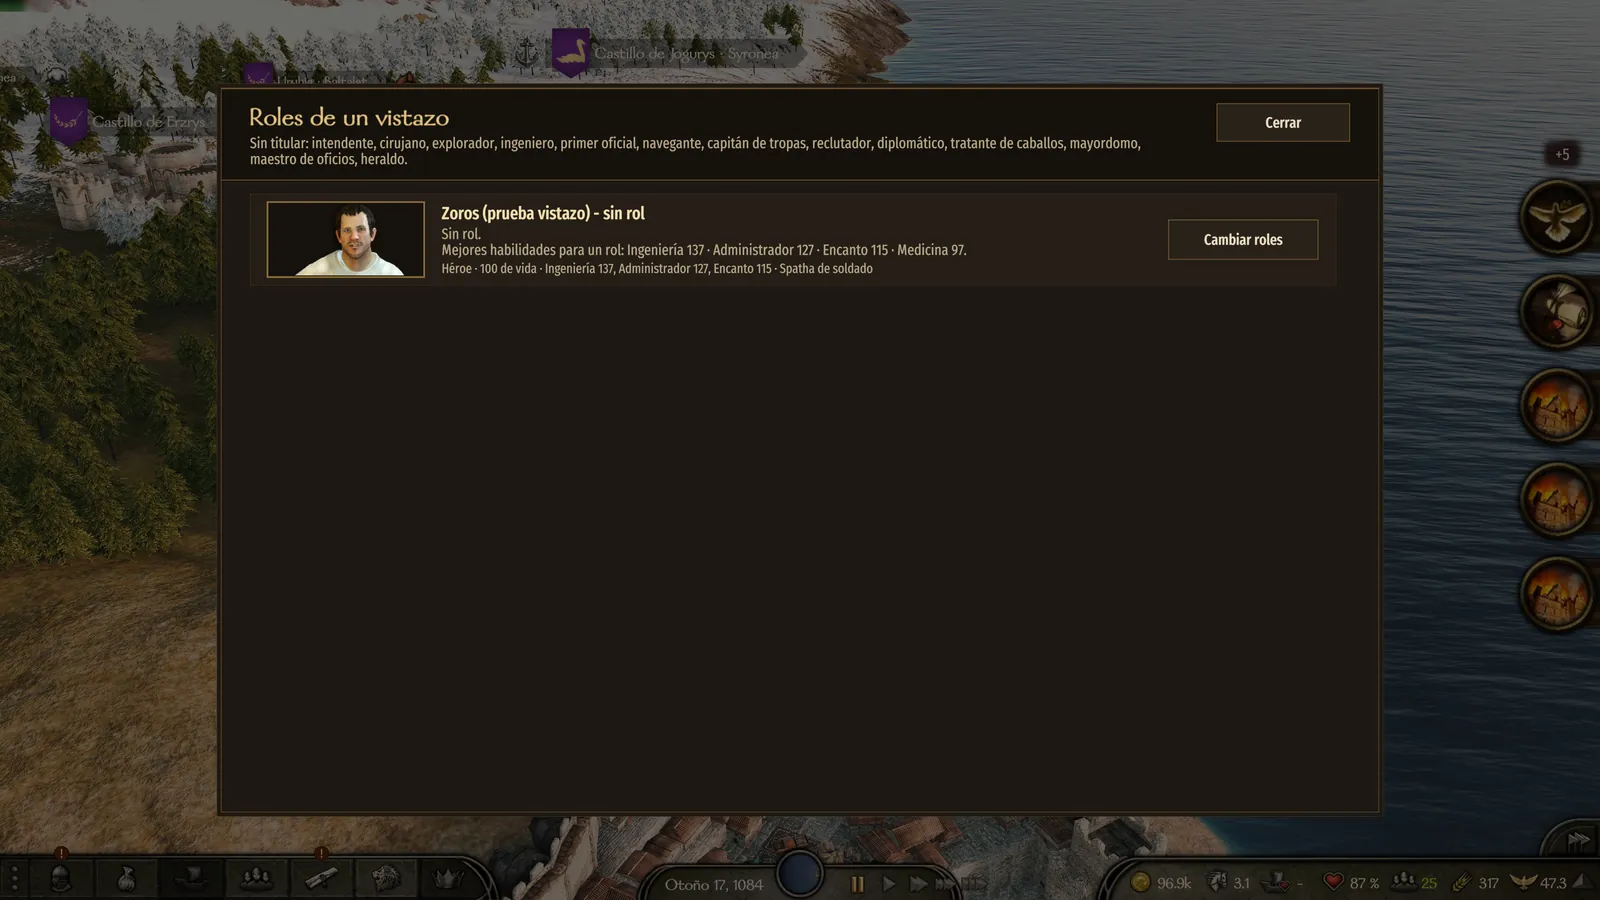 Castillo de Jogurys · Syronea
Castillo de Erzrys ·
Roles de un vistazo
Cerrar
Sin titular: intendente, cirujano, explorador, ingeniero, primer oficial, navegante, capitán de tropas, reclutador, diplomático, tratante de caballos, mayordomo,
maestro de oficios, heraldo.
+5
Zoros (prueba vistazo) - sin rol
Sin rol.
Mejores habilidades para un rol: Ingeniería 137 · Administrador 127 · Encanto 115 · Medicina 97.
Héroe · 100 de vida · Ingeniería 137, Administrador 127, Encanto 115 · Spatha de soldado
Cambiar roles
Otoño 17, 1084
96.9k
3.1
-
87 %
25
317
47.3